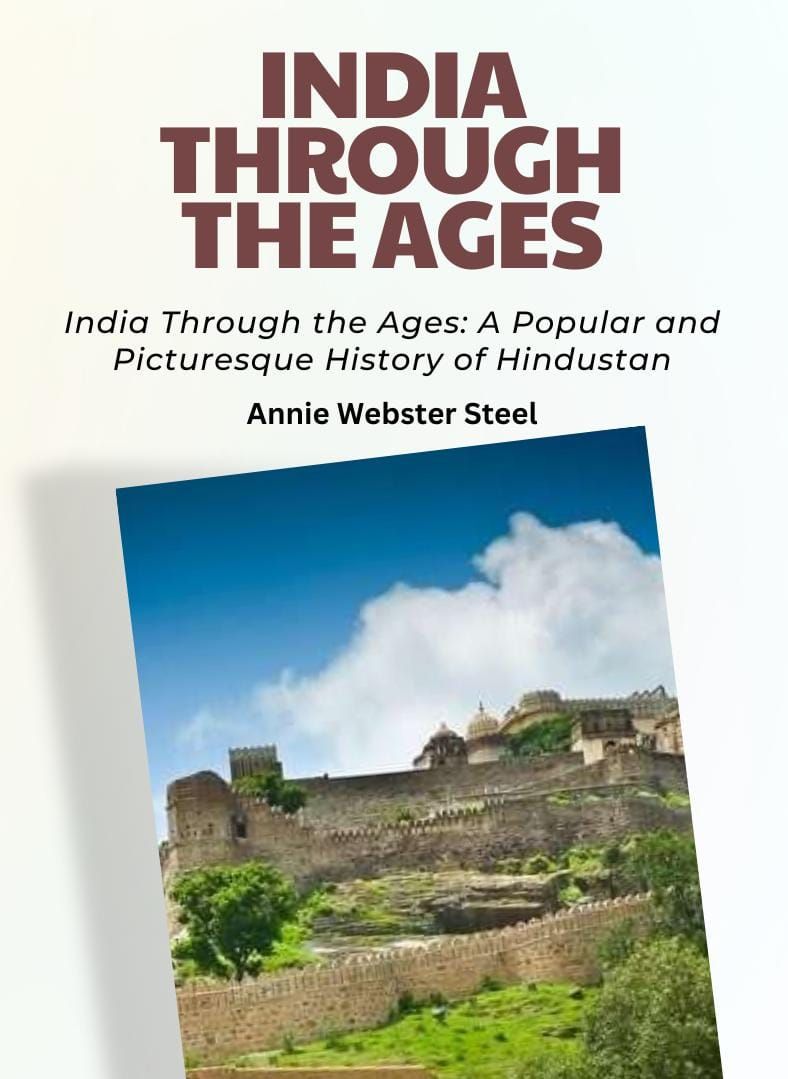 INDIA
THROUGH
THE AGES
India Through the Ages: A Popular and
Picturesque History of Hindustan
Annie Webster Steel